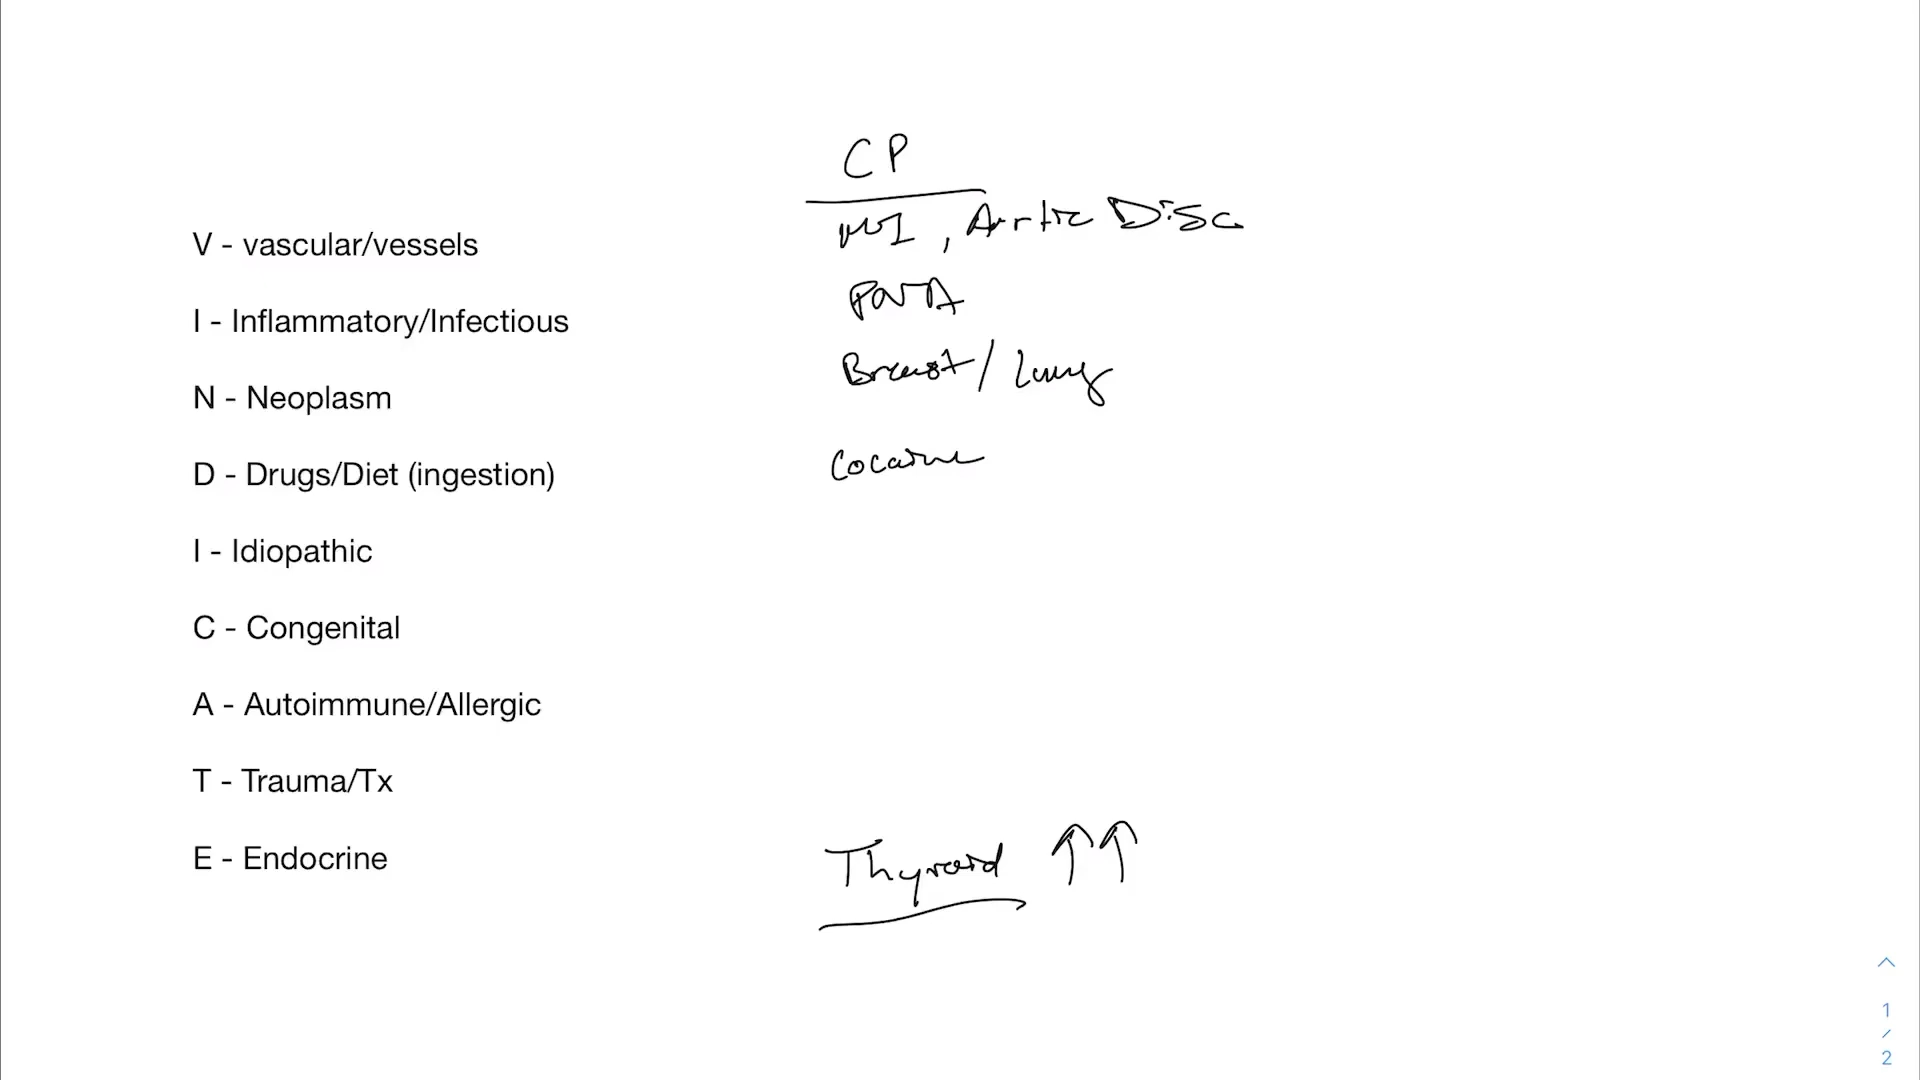 CP
V - vascular/vessels MI, Aortic Disc
I - Inflammatory/Infectious PNA
N - Neoplasm Breast/Lung
D - Drugs/Diet (ingestion) Cocaine
I - Idiopathic
C - Congenital
A - Autoimmune/Allergic
T - Trauma/Tx
E - Endocrine Thyroid ↑↑
1
/
2